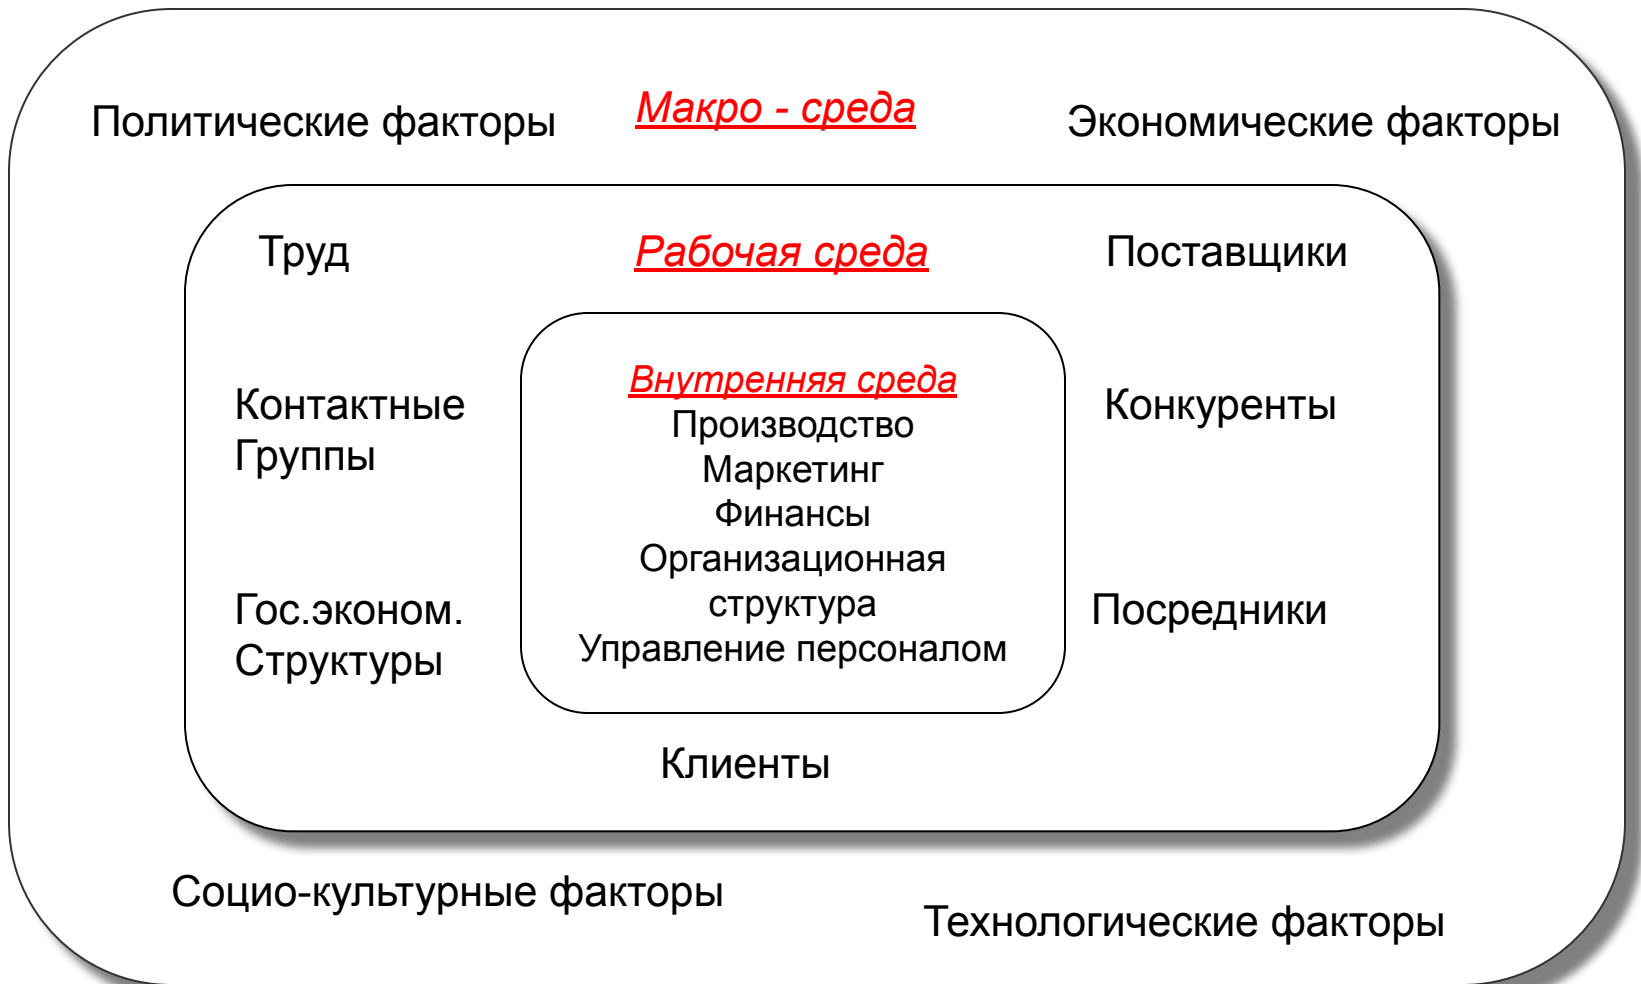 Политические факторы
Макро - среда
Экономические факторы
Труд
Рабочая среда
Поставщики
Контактные
Группы
Внутренняя среда
Производство
Маркетинг
Финансы
Организационная
структура
Управление персоналом
Конкуренты
Гос.эконом.
Структуры
Посредники
Клиенты
Социо-культурные факторы
Технологические факторы